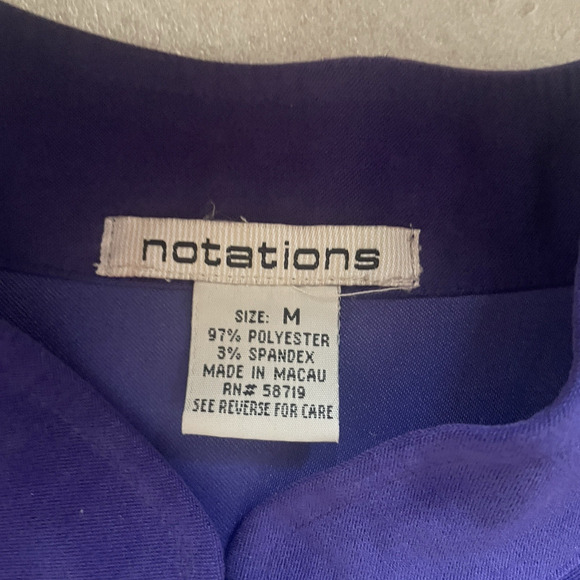 notations
SIZE: M
97% POLYESTER
3% SPANDEX
MADE IN MACAU
RN# 58719
SEE REVERSE FOR CARE